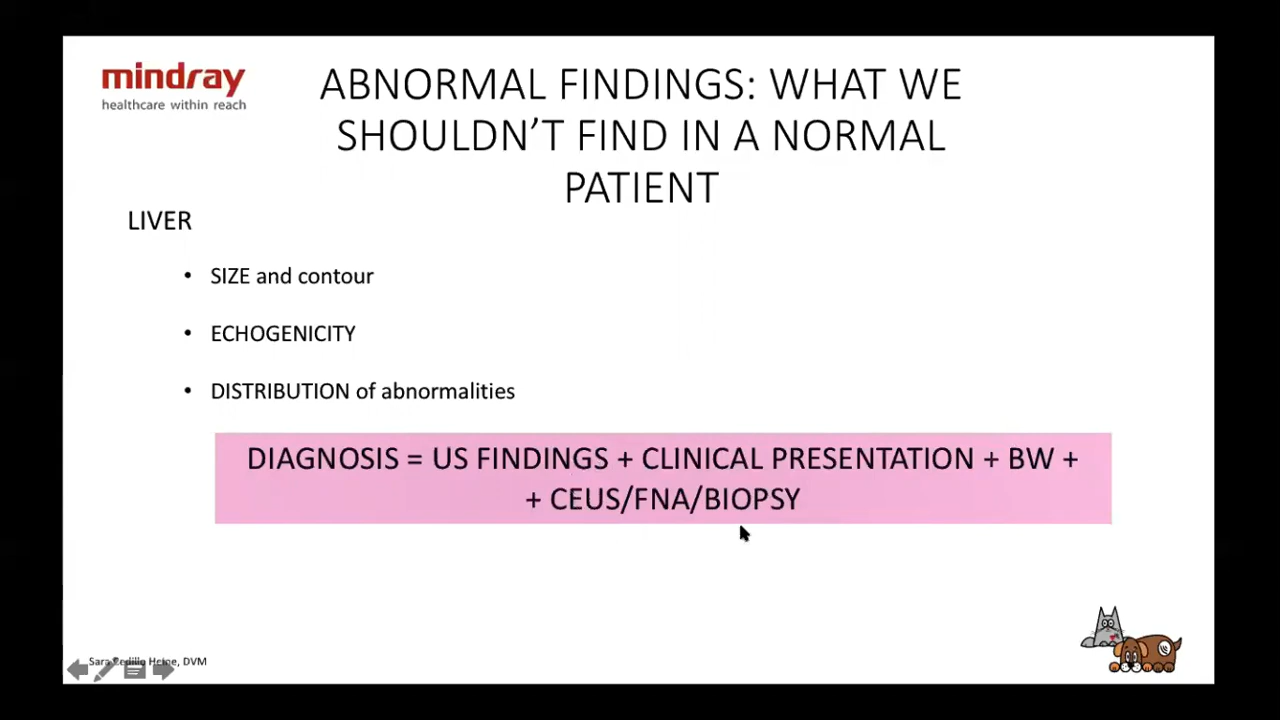 mindray
healthcare within reach
ABNORMAL FINDINGS: WHAT WE
SHOULDN'T FIND IN A NORMAL
PATIENT
LIVER
• SIZE and contour
• ECHOGENICITY
• DISTRIBUTION of abnormalities
DIAGNOSIS = US FINDINGS + CLINICAL PRESENTATION + BW +
+ CEUS/FNA/BIOPSY
Sara Cedillo Heine, DVM